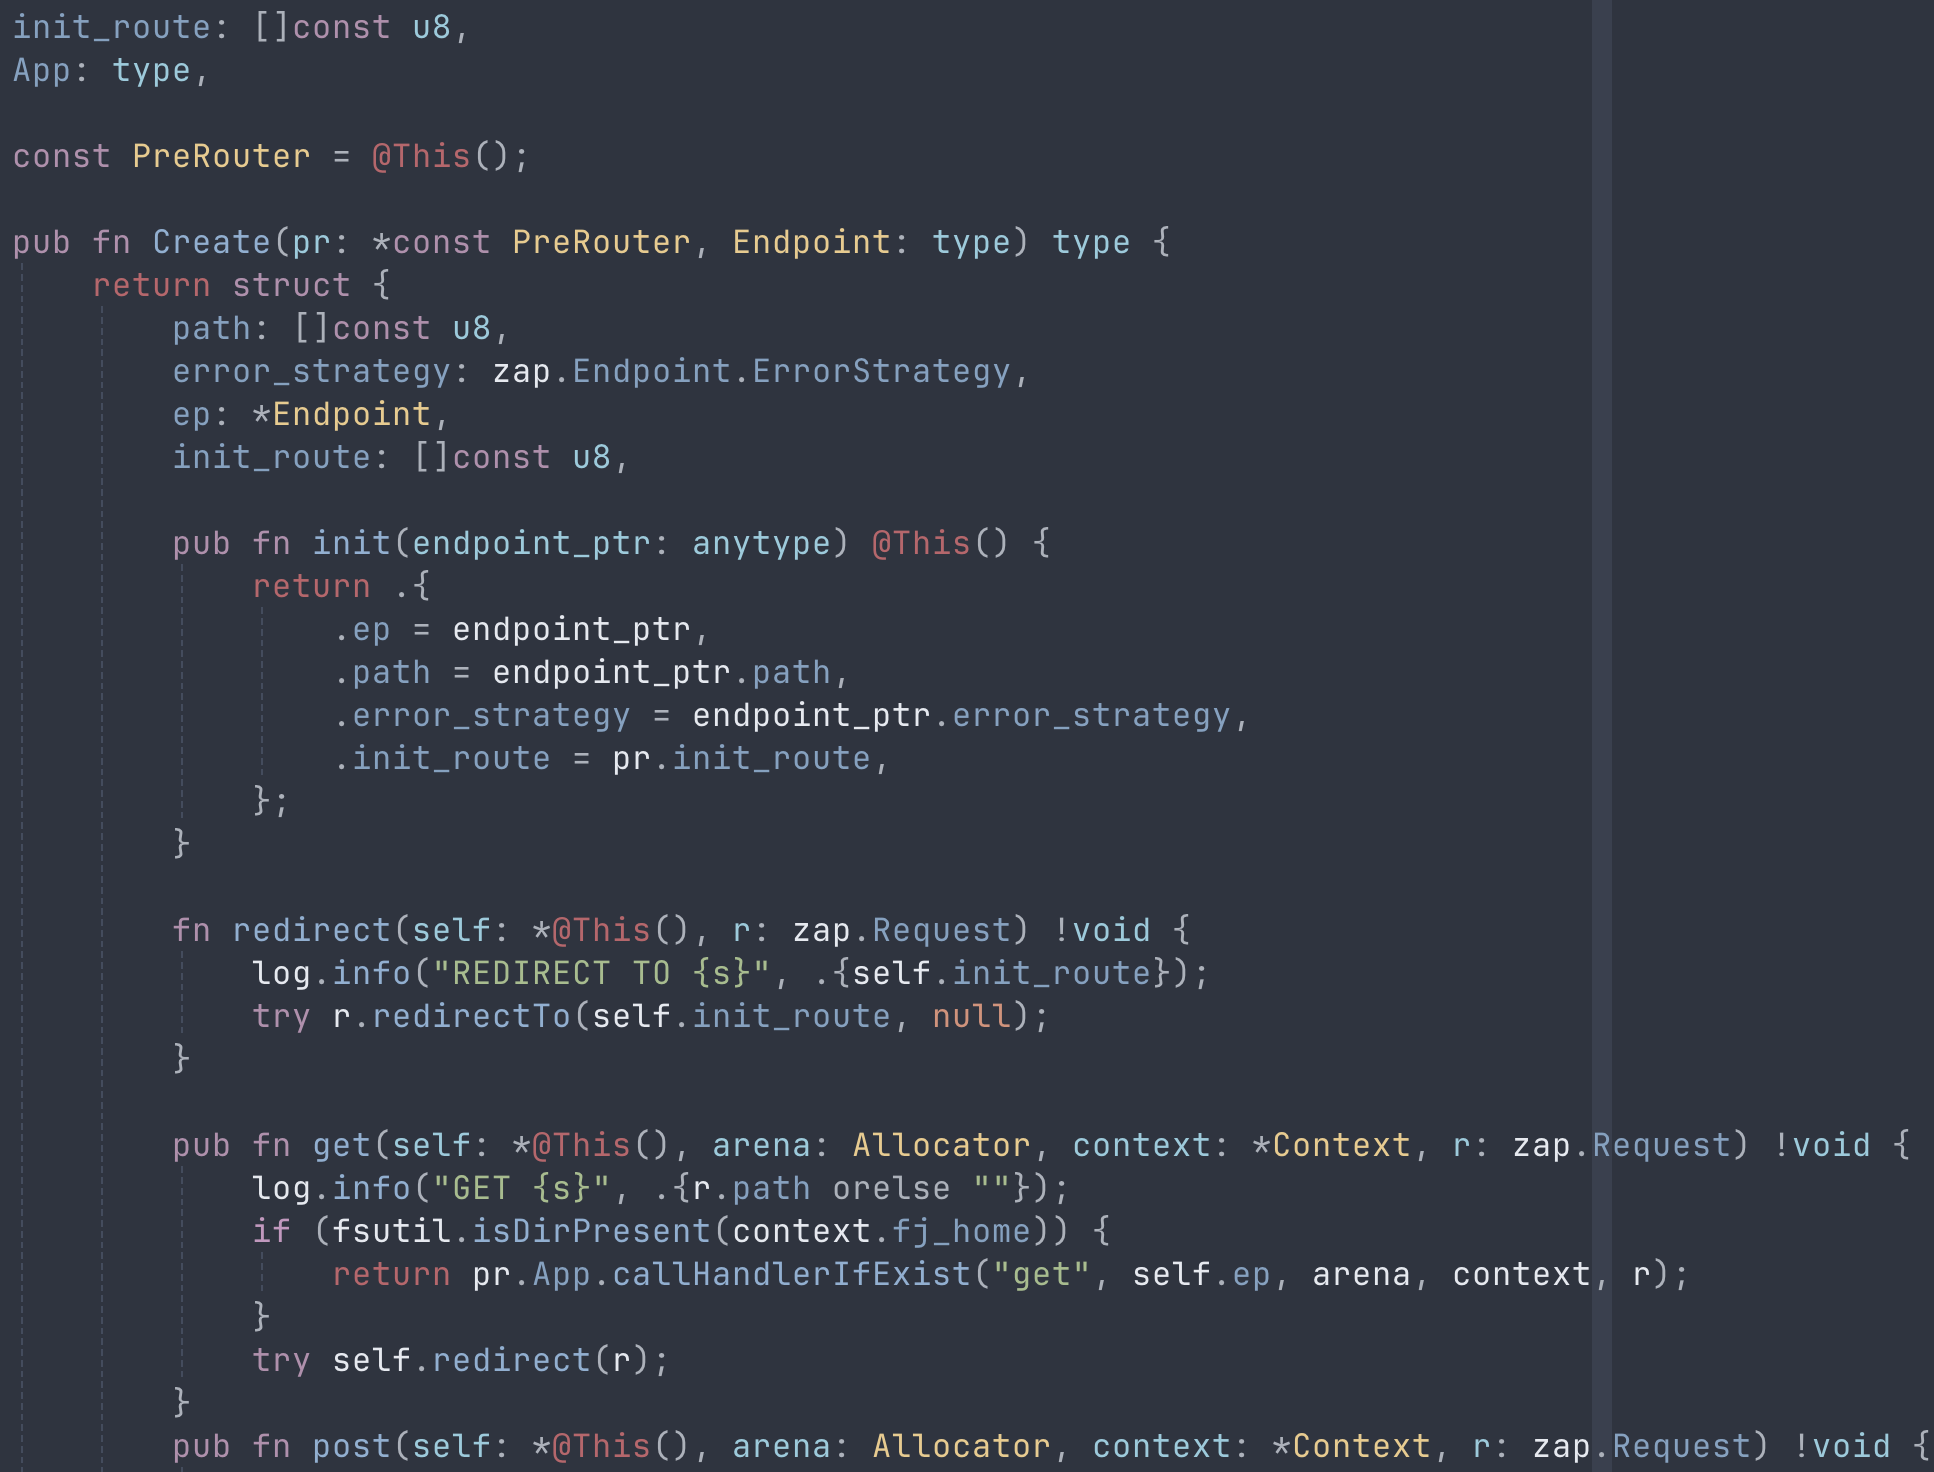 init_route: []const u8,
App: type,

const PreRouter = @This();

pub fn Create(pr: *const PreRouter, Endpoint: type) type {
    return struct {
        path: []const u8,
        error_strategy: zap.Endpoint.ErrorStrategy,
        ep: *Endpoint,
        init_route: []const u8,

        pub fn init(endpoint_ptr: anytype) @This() {
            return .{
                .ep = endpoint_ptr,
                .path = endpoint_ptr.path,
                .error_strategy = endpoint_ptr.error_strategy,
                .init_route = pr.init_route,
            };
        }

        fn redirect(self: *@This(), r: zap.Request) !void {
            log.info("REDIRECT TO {s}", .{self.init_route});
            try r.redirectTo(self.init_route, null);
        }

        pub fn get(self: *@This(), arena: Allocator, context: *Context, r: zap.Request) !void {
            log.info("GET {s}", .{r.path orelse ""});
            if (fsutil.isDirPresent(context.fj_home)) {
                return pr.App.callHandlerIfExist("get", self.ep, arena, context, r);
            }
            try self.redirect(r);
        }
        pub fn post(self: *@This(), arena: Allocator, context: *Context, r: zap.Request) !void {